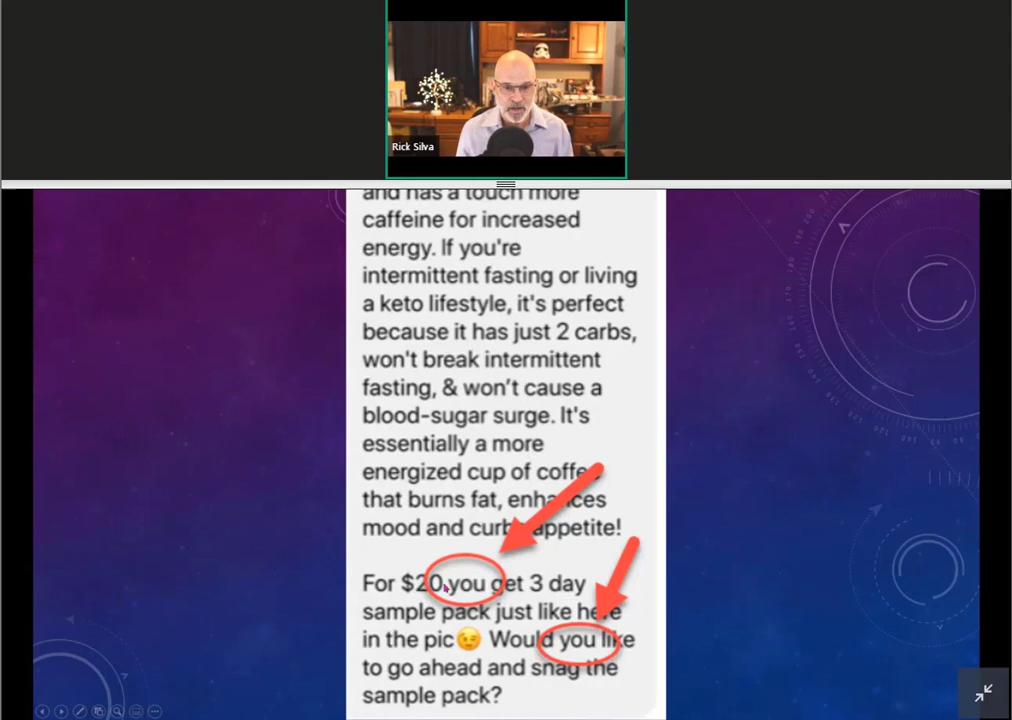 Rick Silva
and has a touch more
caffeine for increased
energy. If you're
intermittent fasting or living
a keto lifestyle, it's perfect
because it has just 2 carbs,
won't break intermittent
fasting, & won't cause a
blood-sugar surge. It's
essentially a more
energized cup of coffee
that burns fat, enhances
mood and curbs appetite!
For $20 you get 3 day
sample pack just like here
in the pic😉 Would you like
to go ahead and snag the
sample pack?